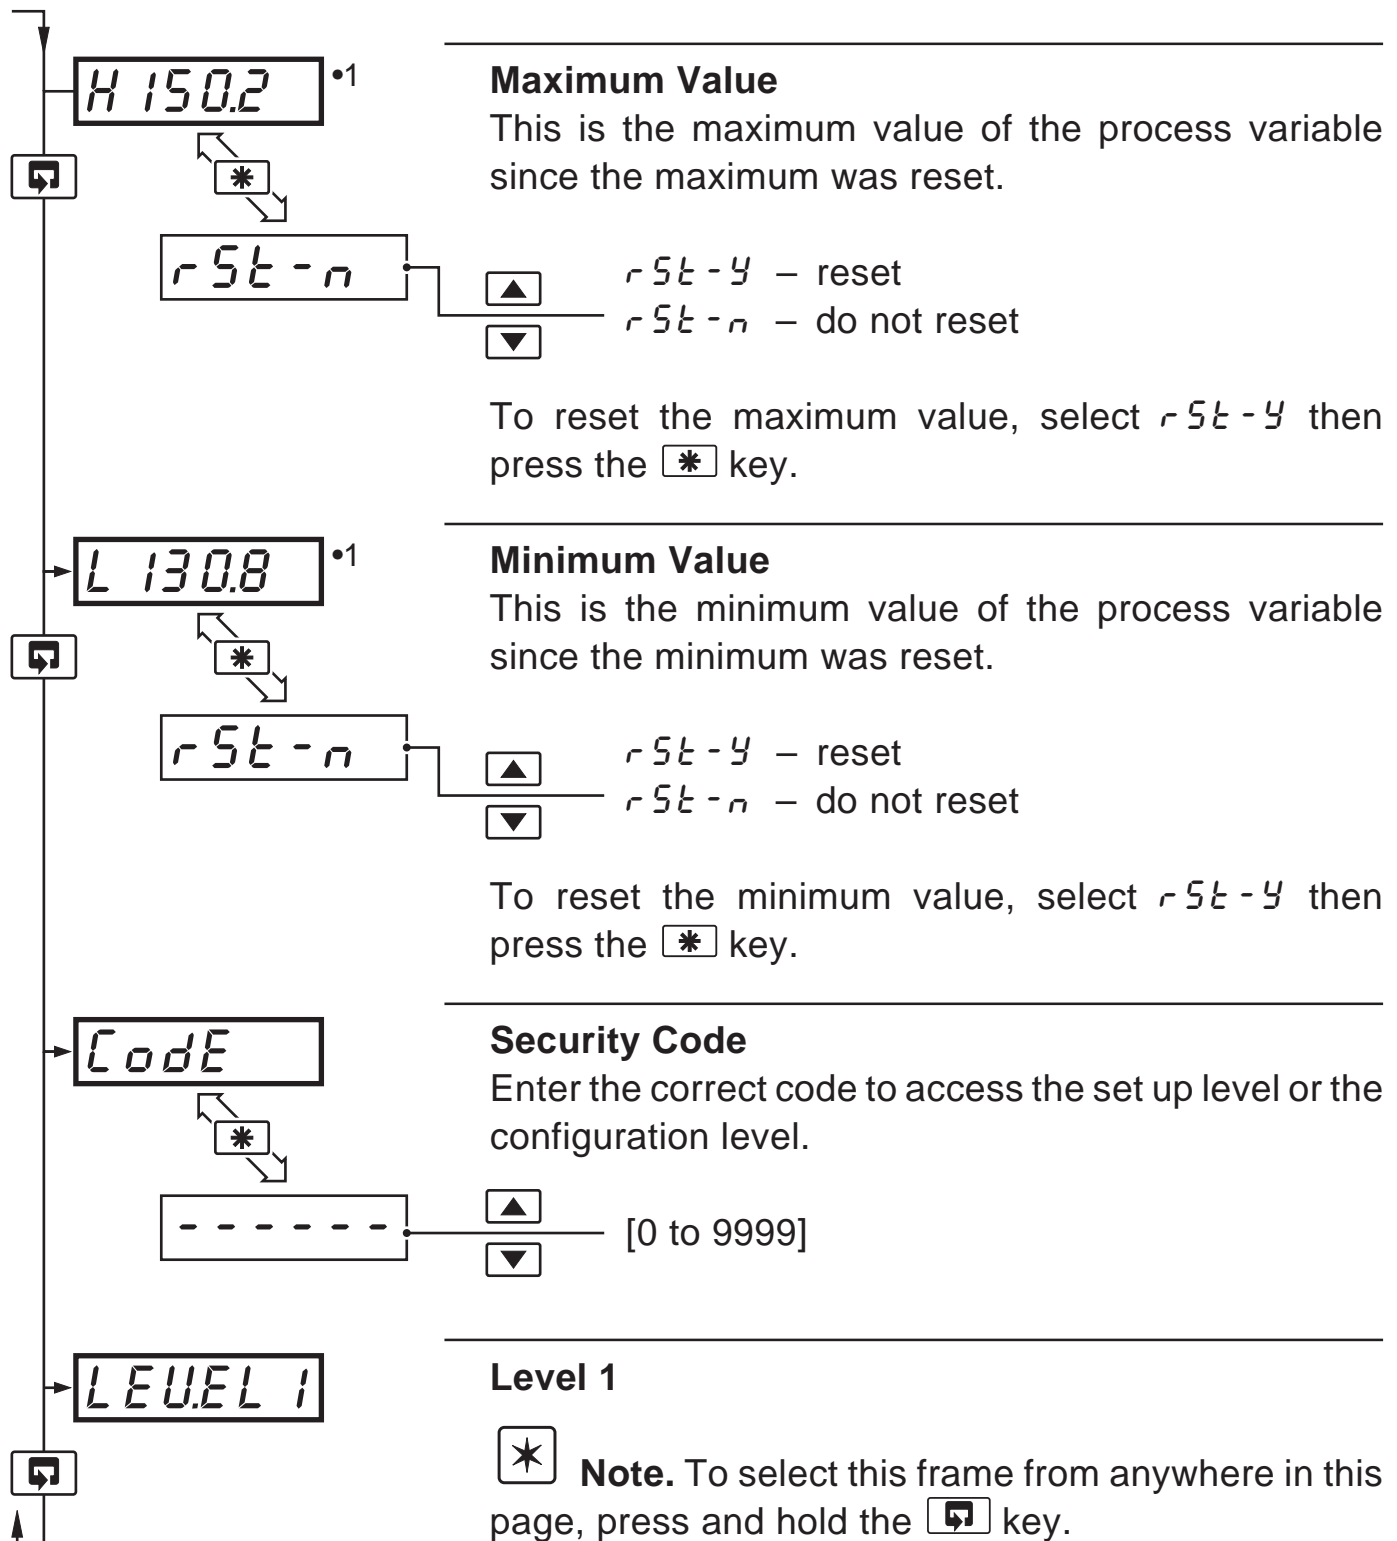 H 150.2 •1
Maximum Value
This is the maximum value of the process variable
since the maximum was reset.
rSt-n
rSt-Y – reset
rSt-n – do not reset
To reset the maximum value, select rSt-Y then
press the ✱ key.
L 130.8 •1
Minimum Value
This is the minimum value of the process variable
since the minimum was reset.
rSt-n
rSt-Y – reset
rSt-n – do not reset
To reset the minimum value, select rSt-Y then
press the ✱ key.
CodE
Security Code
Enter the correct code to access the set up level or the
configuration level.
- - - - - -
[0 to 9999]
LEV.EL 1
Level 1
Note. To select this frame from anywhere in this
page, press and hold the key.